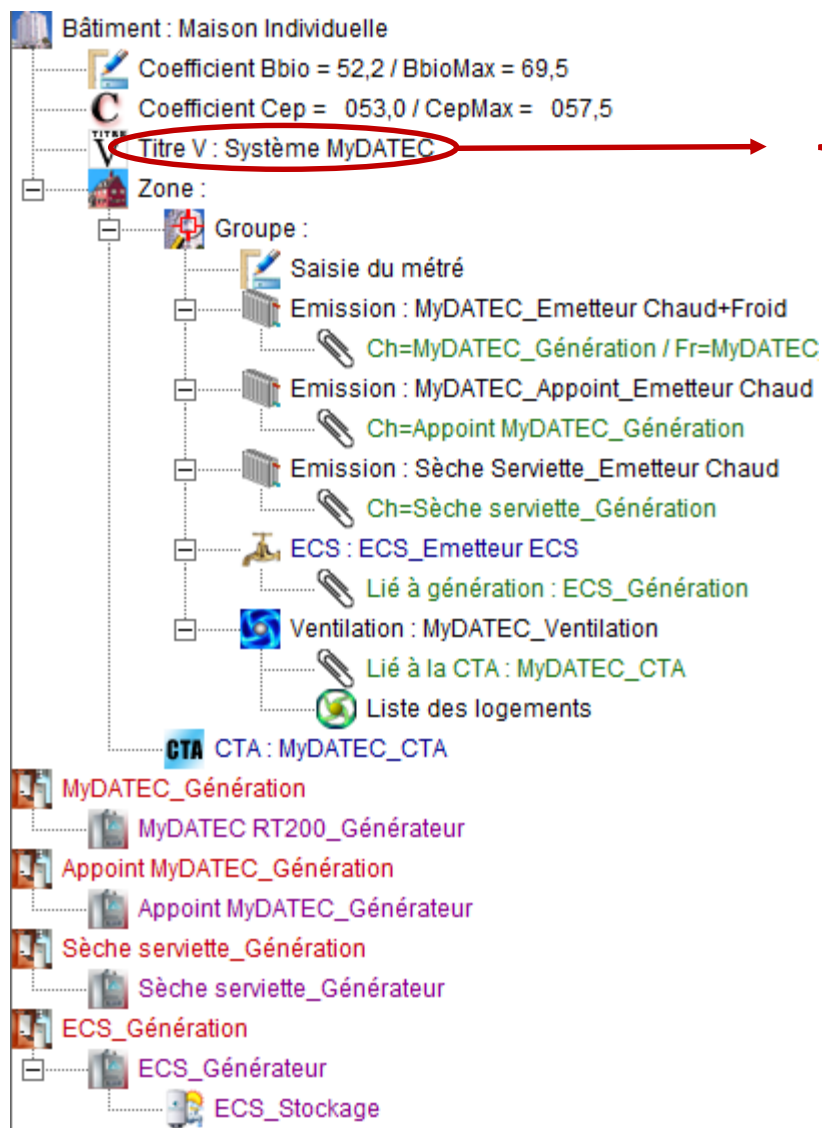 Bâtiment : Maison Individuelle
Coefficient Bbio = 52,2 / BbioMax = 69,5
C Coefficient Cep = 053,0 / CepMax = 057,5
TITRE
V Titre V : Système MyDATEC
Zone :
Groupe :
Saisie du métré
Emission : MyDATEC_Emetteur Chaud+Froid
Ch=MyDATEC_Génération / Fr=MyDATEC
Emission : MyDATEC_Appoint_Emetteur Chaud
Ch=Appoint MyDATEC_Génération
Emission : Sèche Serviette_Emetteur Chaud
Ch=Sèche serviette_Génération
ECS : ECS_Emetteur ECS
Lié à génération : ECS_Génération
Ventilation : MyDATEC_Ventilation
Lié à la CTA : MyDATEC_CTA
Liste des logements
CTA CTA : MyDATEC_CTA
MyDATEC_Génération
MyDATEC RT200_Générateur
Appoint MyDATEC_Génération
Appoint MyDATEC_Générateur
Sèche serviette_Génération
Sèche serviette_Générateur
ECS_Génération
ECS_Générateur
ECS_Stockage